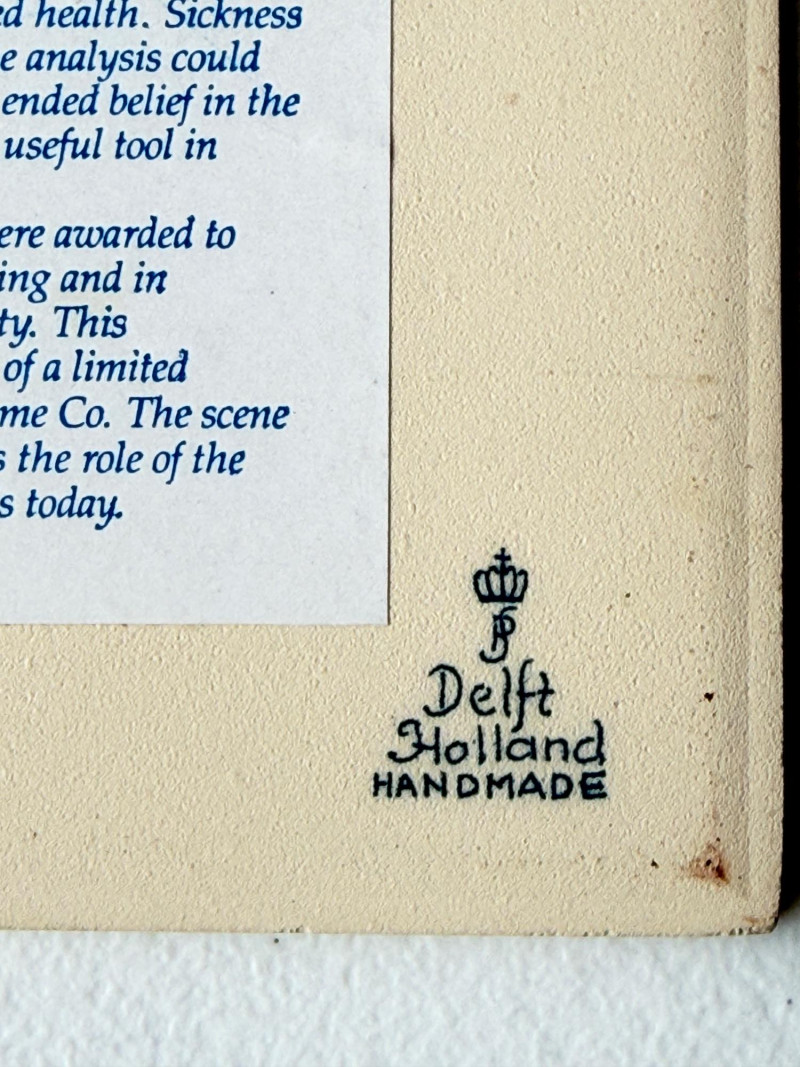 ed health. Sickness
e analysis could
ended belief in the
useful tool in
ere awarded to
ing and in
ty. This
of a limited
me Co. The scene
s the role of the
s today.
Delft
Holland
HANDMADE